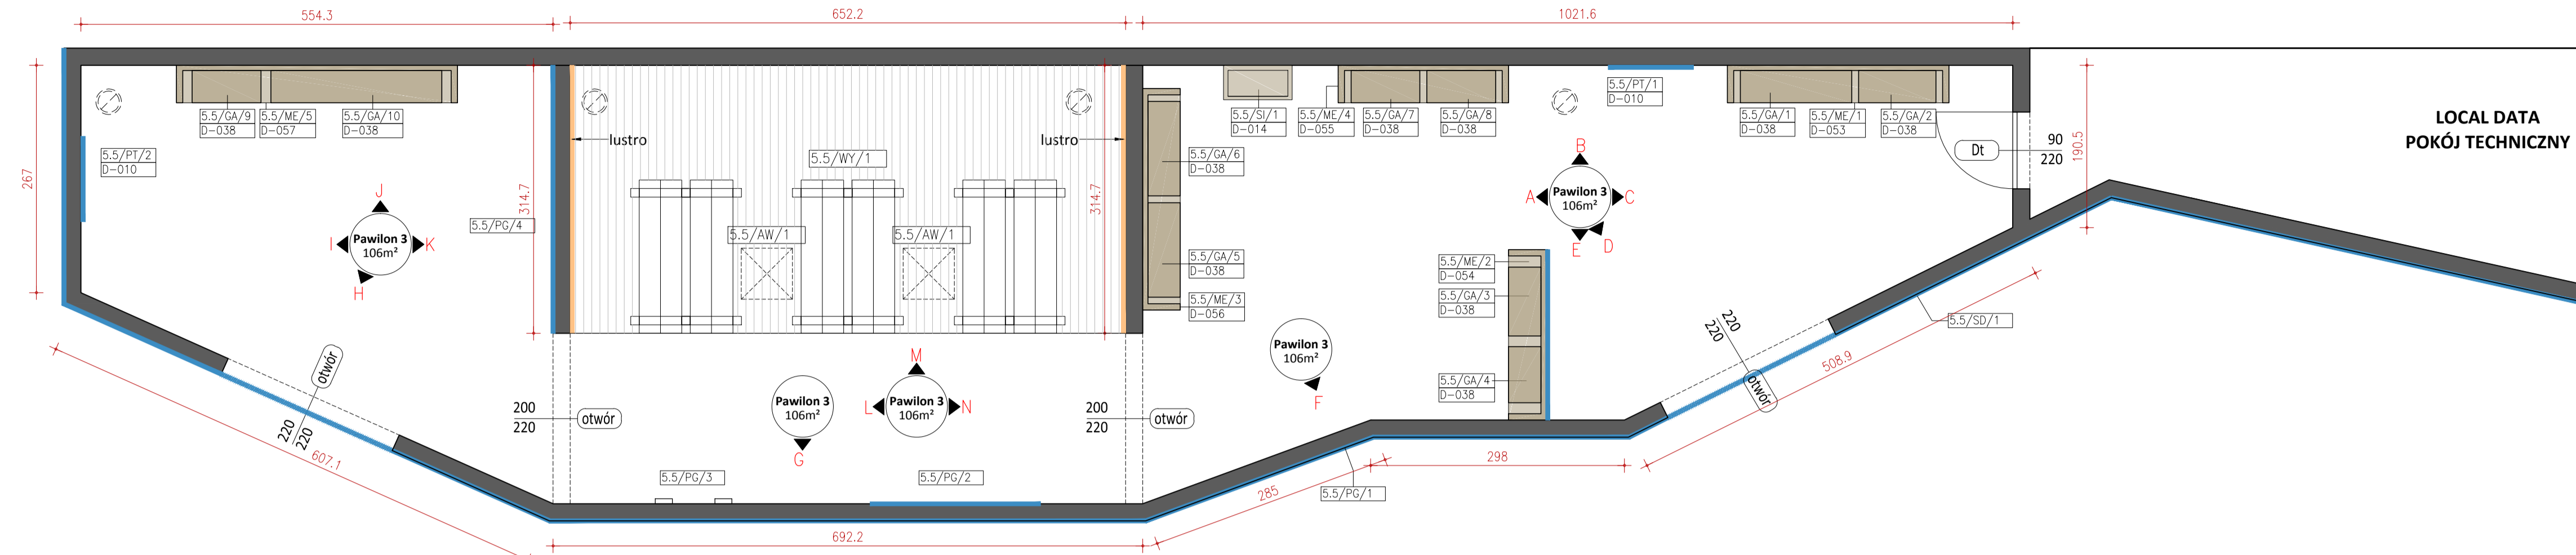 554.3
652.2
1021.6
267
314.7
314.7
190.5
5.5/GA/9
D-038
5.5/ME/5
D-057
5.5/GA/10
D-038
5.5/PT/2
D-010
5.5/PG/4
lustro
lustro
5.5/WY/1
5.5/AW/1
5.5/AW/1
5.5/SI/1
D-014
5.5/ME/4
D-055
5.5/GA/7
D-038
5.5/GA/8
D-038
5.5/PT/1
D-010
5.5/GA/1
D-038
5.5/ME/1
D-053
5.5/GA/2
D-038
LOCAL DATA
POKÓJ TECHNICZNY
Dt
90
220
5.5/GA/6
D-038
5.5/GA/5
D-038
5.5/ME/3
D-056
B
A
Pawilon 3
106m²
C
E
D
J
I
Pawilon 3
106m²
K
H
5.5/ME/2
D-054
5.5/GA/3
D-038
5.5/GA/4
D-038
5.5/SD/1
220
220
otwór
508.9
Pawilon 3
106m²
F
otwór
220
220
607.1
200
220
otwór
Pawilon 3
106m²
G
M
L
Pawilon 3
106m²
N
200
220
otwór
5.5/PG/3
5.5/PG/2
298
285
5.5/PG/1
692.2